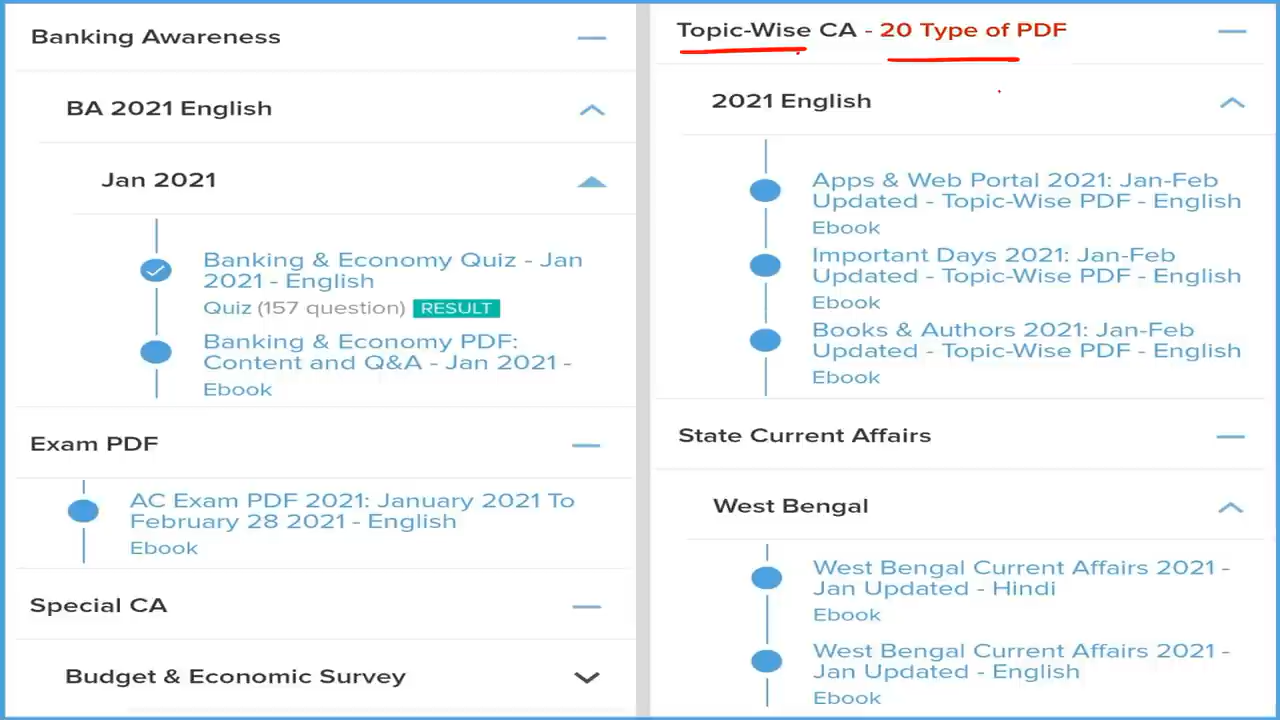 Banking Awareness
BA 2021 English
Jan 2021
Banking & Economy Quiz - Jan
2021 - English
Quiz (157 question) RESULT
Banking & Economy PDF:
Content and Q&A - Jan 2021 -
Ebook
Exam PDF
AC Exam PDF 2021: January 2021 To
February 28 2021 - English
Ebook
Special CA
Budget & Economic Survey
Topic-Wise CA - 20 Type of PDF
2021 English
Apps & Web Portal 2021: Jan-Feb
Updated - Topic-Wise PDF - English
Ebook
Important Days 2021: Jan-Feb
Updated - Topic-Wise PDF - English
Ebook
Books & Authors 2021: Jan-Feb
Updated - Topic-Wise PDF - English
Ebook
State Current Affairs
West Bengal
West Bengal Current Affairs 2021 -
Jan Updated - Hindi
Ebook
West Bengal Current Affairs 2021 -
Jan Updated - English
Ebook